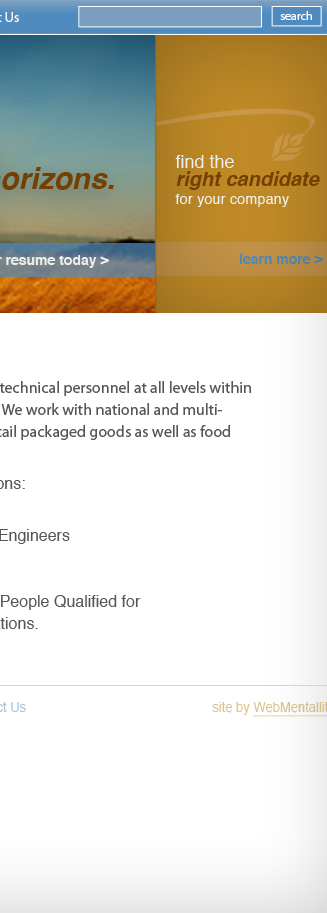 t Us
search
orizons.
find the
right candidate
for your company
r resume today >
learn more >
technical personnel at all levels within
We work with national and multi-
tail packaged goods as well as food
ons:
Engineers
People Qualified for
tions.
ct Us
site by WebMentallit